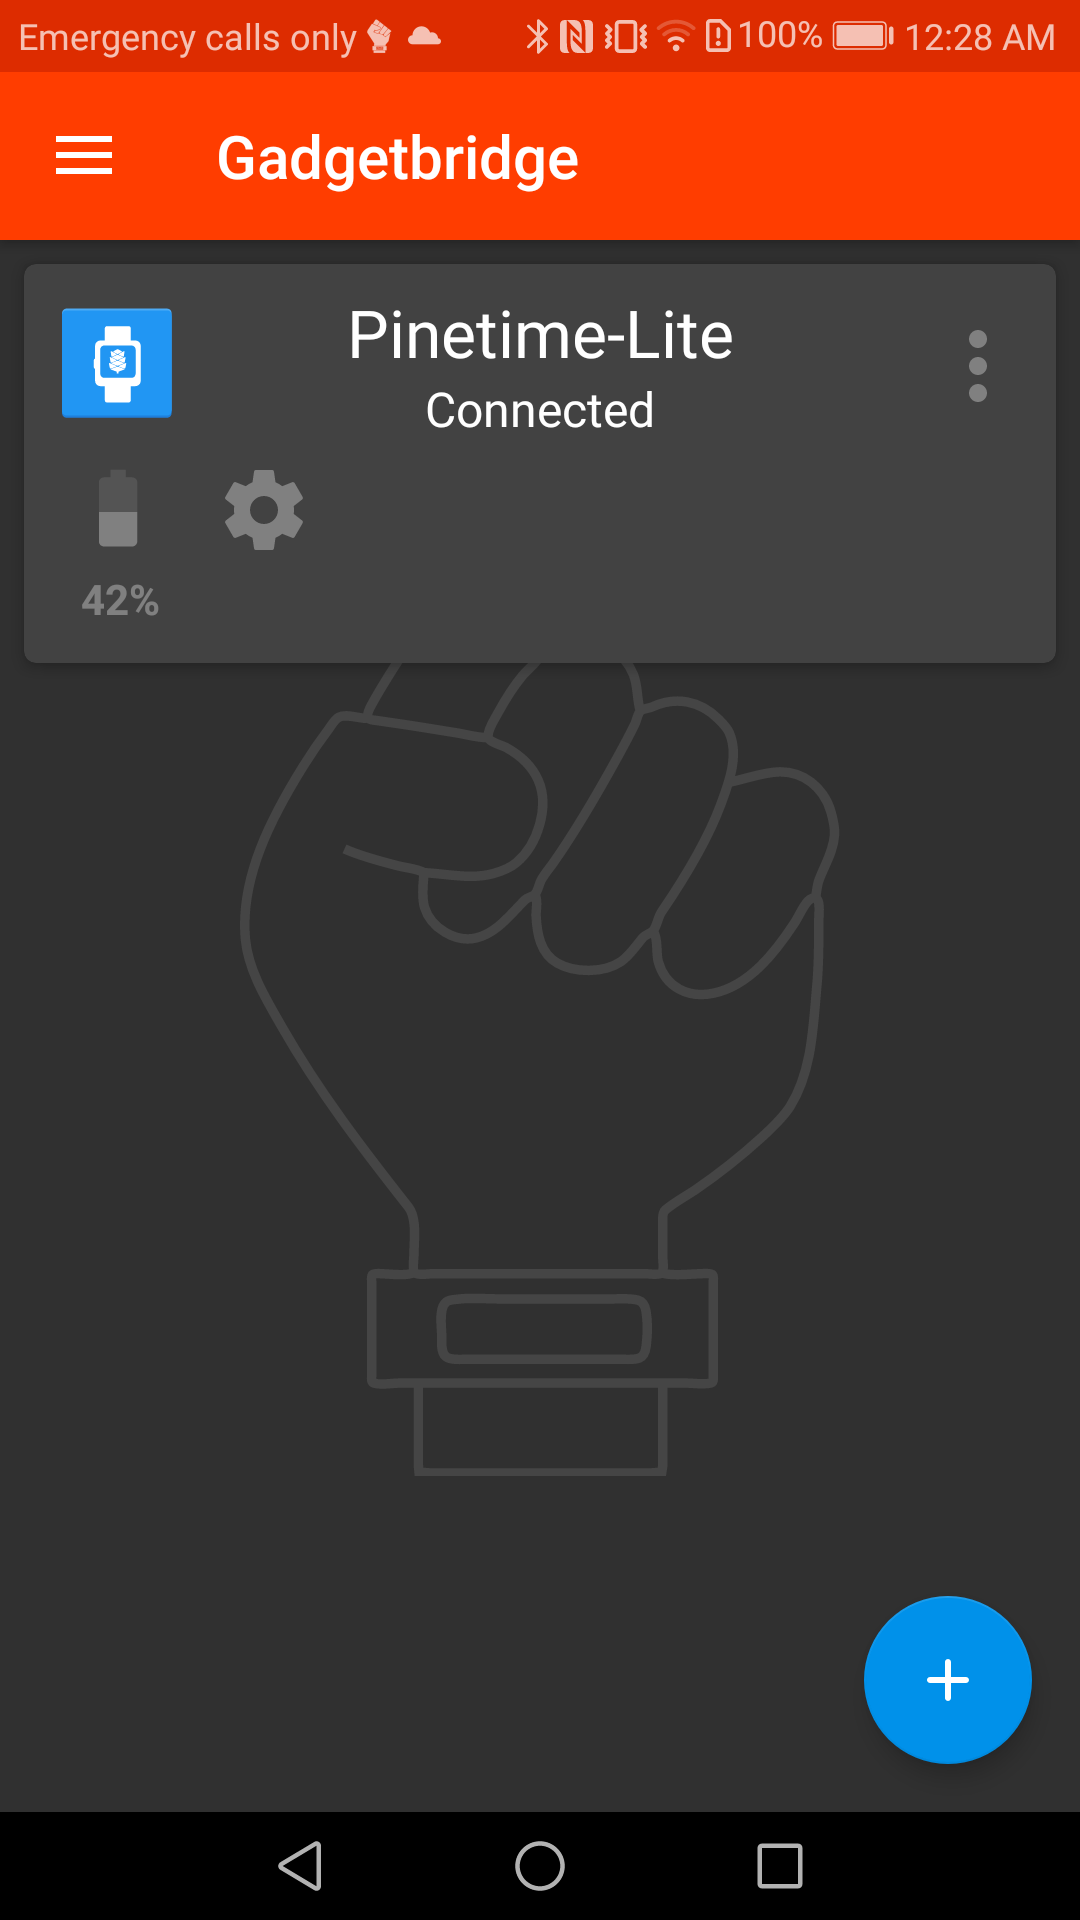 Emergency calls only 100% 12:28 AM
Gadgetbridge
Pinetime-Lite
Connected
42%